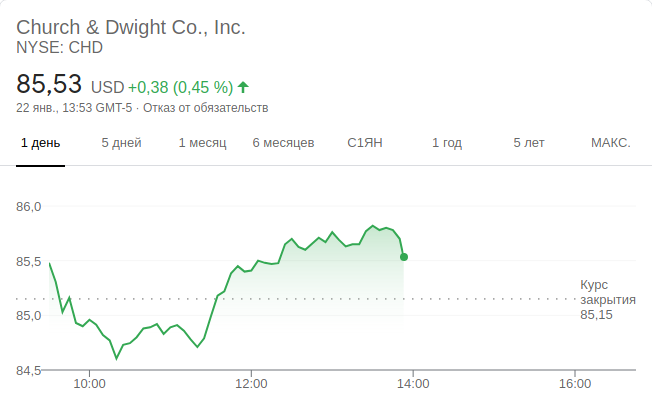 Church & Dwight Co., Inc.
NYSE: CHD
85,53 USD +0,38 (0,45 %)
22 янв., 13:53 GMT-5 · Отказ от обязательств
1 день 5 дней 1 месяц 6 месяцев С1ЯН 1 год 5 лет МАКС.
86,0
85,5
Курс
закрытия
85,15
85,0
84,5
10:00 12:00 14:00 16:00